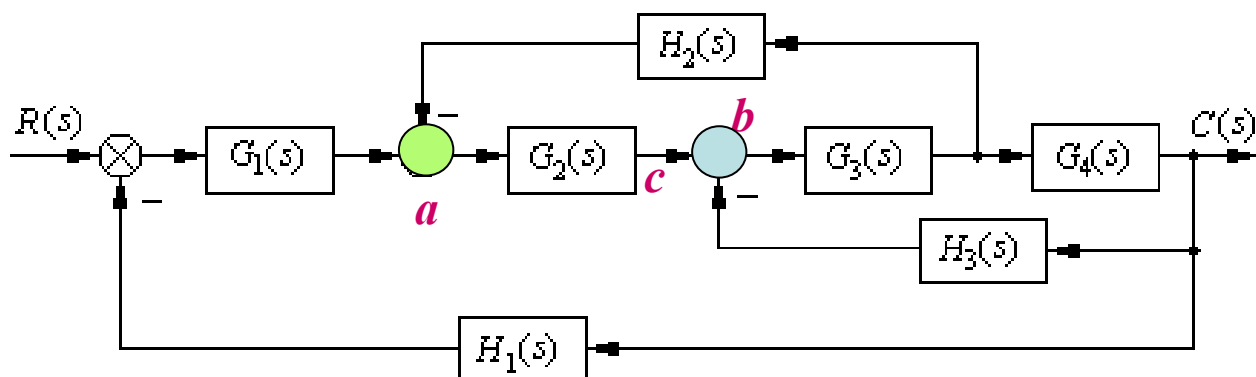 H₂(s)
R(s)
G₁(s)
G₂(s)
b
G₃(s)
G₄(s)
C(s)
−
c
a
−
−
H₃(s)
H₁(s)